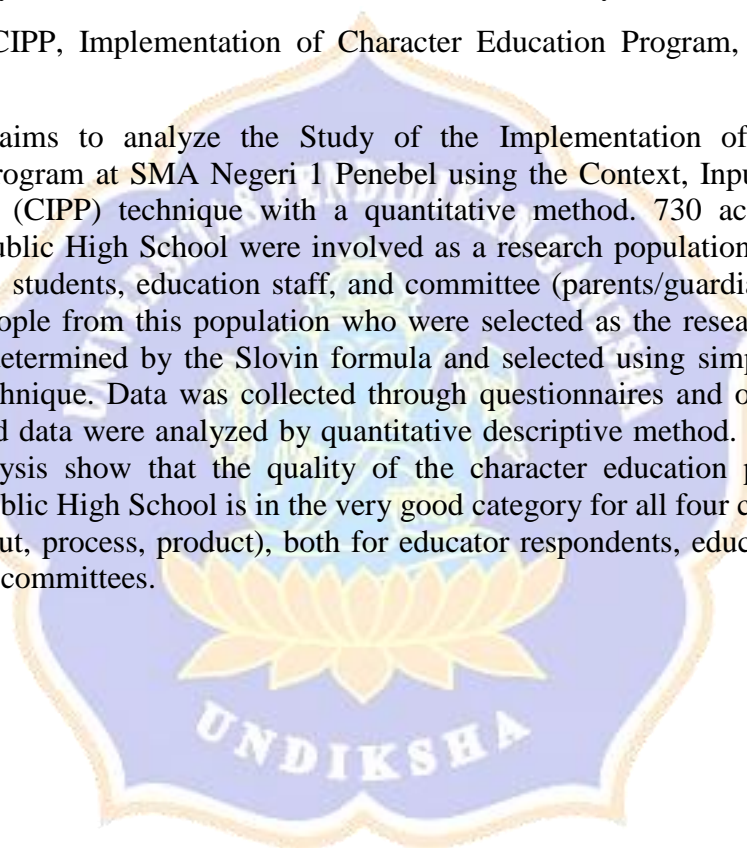 CIPP, Implementation of Character Education Program,
aims to analyze the Study of the Implementation of
rogram at SMA Negeri 1 Penebel using the Context, Inpu
(CIPP) technique with a quantitative method. 730 ac
ublic High School were involved as a research population
students, education staff, and committee (parents/guardia
ople from this population who were selected as the resea
determined by the Slovin formula and selected using simp
hnique. Data was collected through questionnaires and o
d data were analyzed by quantitative descriptive method.
ysis show that the quality of the character education p
blic High School is in the very good category for all four c
ut, process, product), both for educator respondents, educ
committees.
UNIVERSITAS PENDIDIKAN GANESHA
UNDIKSHA